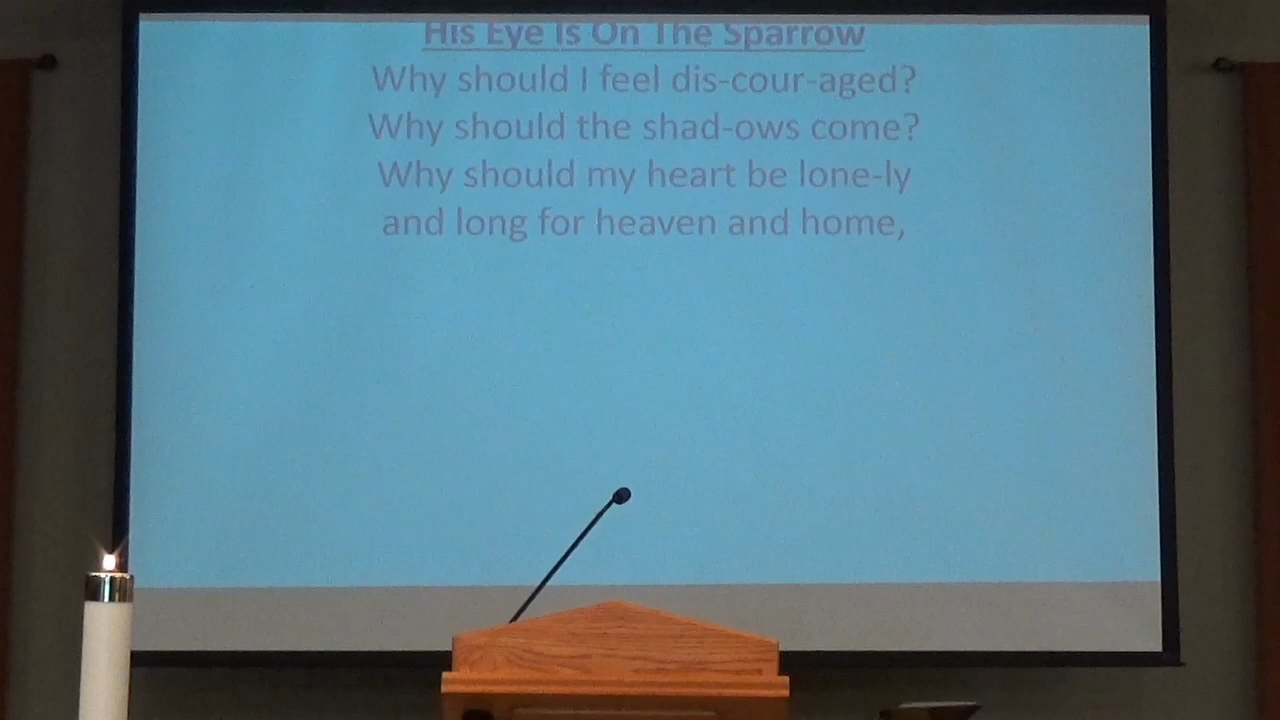 His Eye Is On The Sparrow
Why should I feel dis-cour-aged?
Why should the shad-ows come?
Why should my heart be lone-ly
and long for heaven and home,